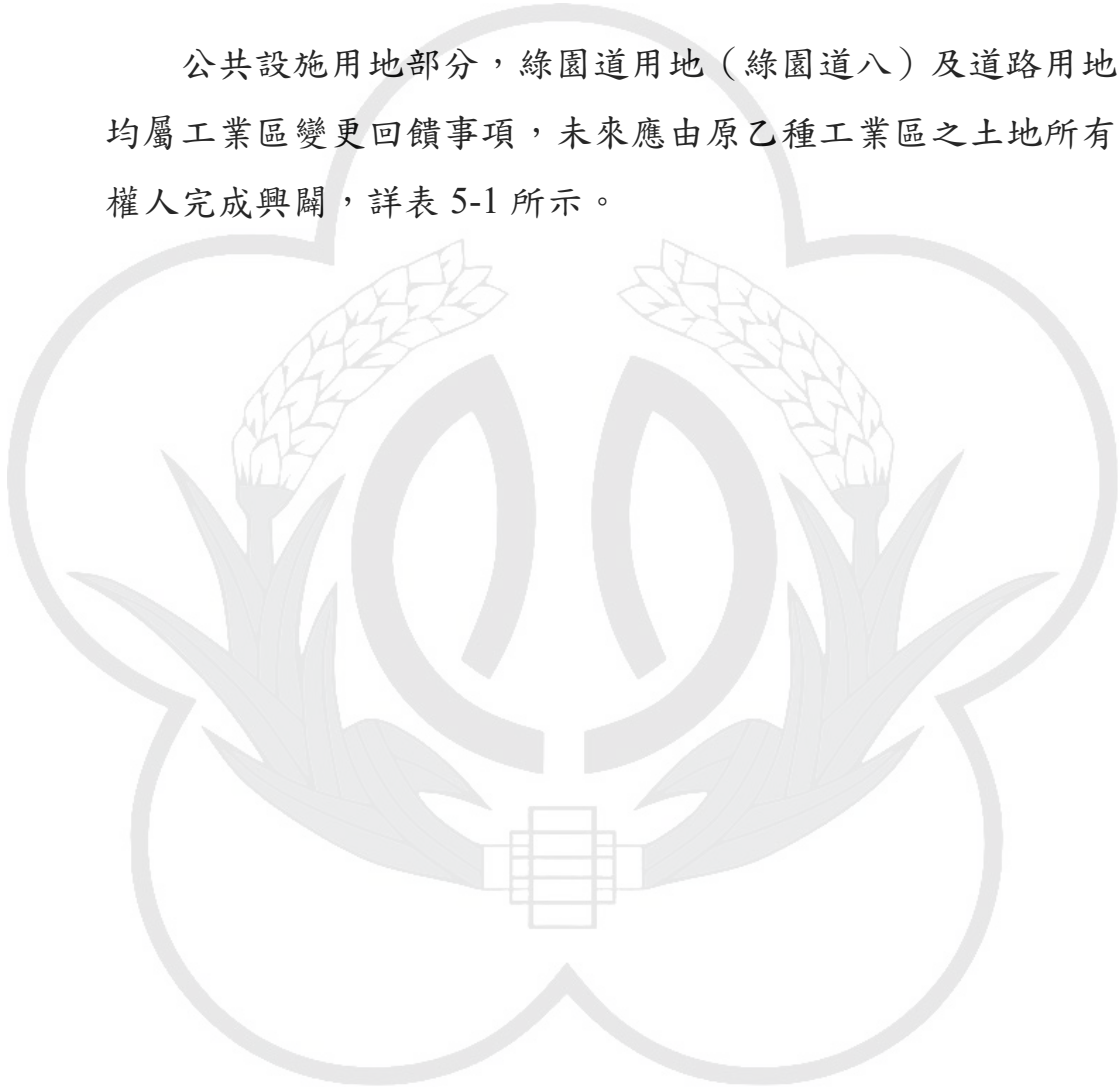 公共設施用地部分，綠園道用地（綠園道八）及道路用地
均屬工業區變更回饋事項，未來應由原乙種工業區之土地所有
權人完成興闢，詳表 5-1 所示。